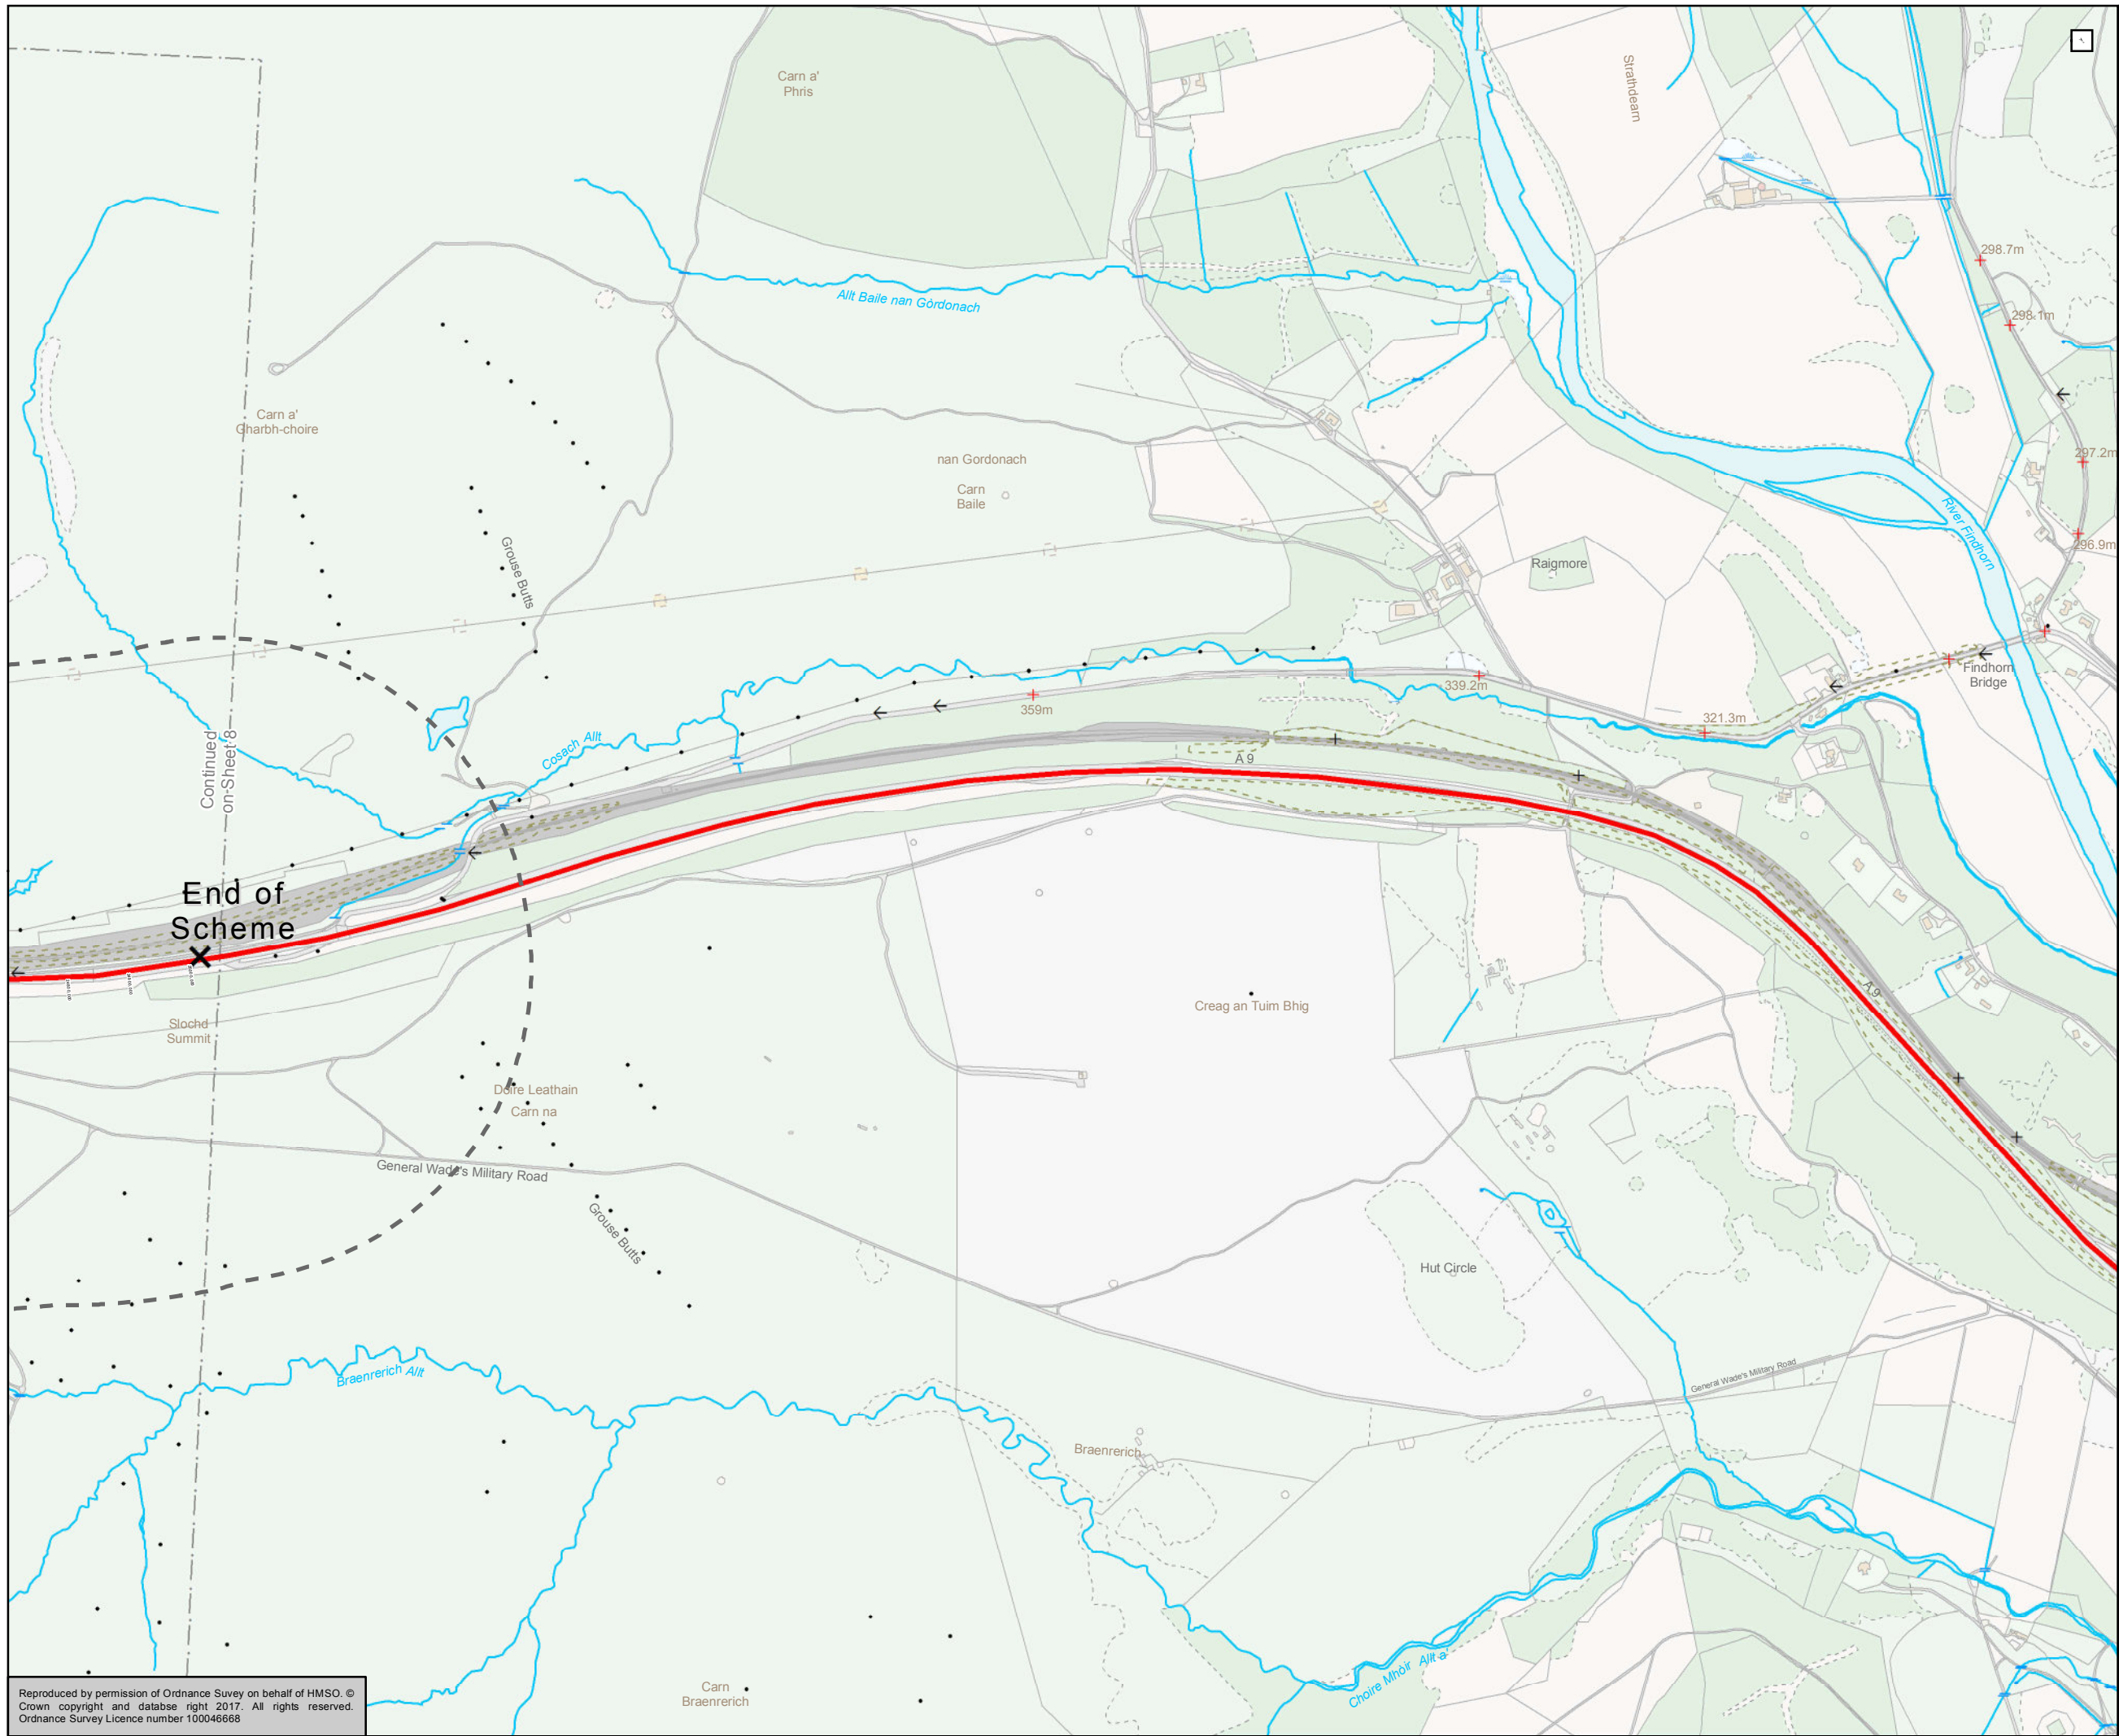 Carn a'
Phris
Strathdearn
298.7m
Allt Baile nan Gòrdonach
298.1m
Carn a'
Gharbh-choire
nan Gordonach
297.2m
Carn
Baile
River Findhorn
Grouse Butts
296.9m
Raigmore
Findhorn
Bridge
339.2m
359m
321.3m
Continued
on Sheet 8
Cosach Allt
A 9
End of
Scheme
A 9
Creag an Tuim Bhig
Slochd
Summit
Doire Leathain
Carn na
General Wade's Military Road
Grouse Butts
Hut Circle
Braenrerich Allt
General Wade's Military Road
Braenrerich
Choire Mhòir Allt a'
Carn
Braenrerich
Reproduced by permission of Ordnance Suvey on behalf of HMSO. ©
Crown copyright and databse right 2017. All rights reserved.
Ordnance Survey Licence number 100046668